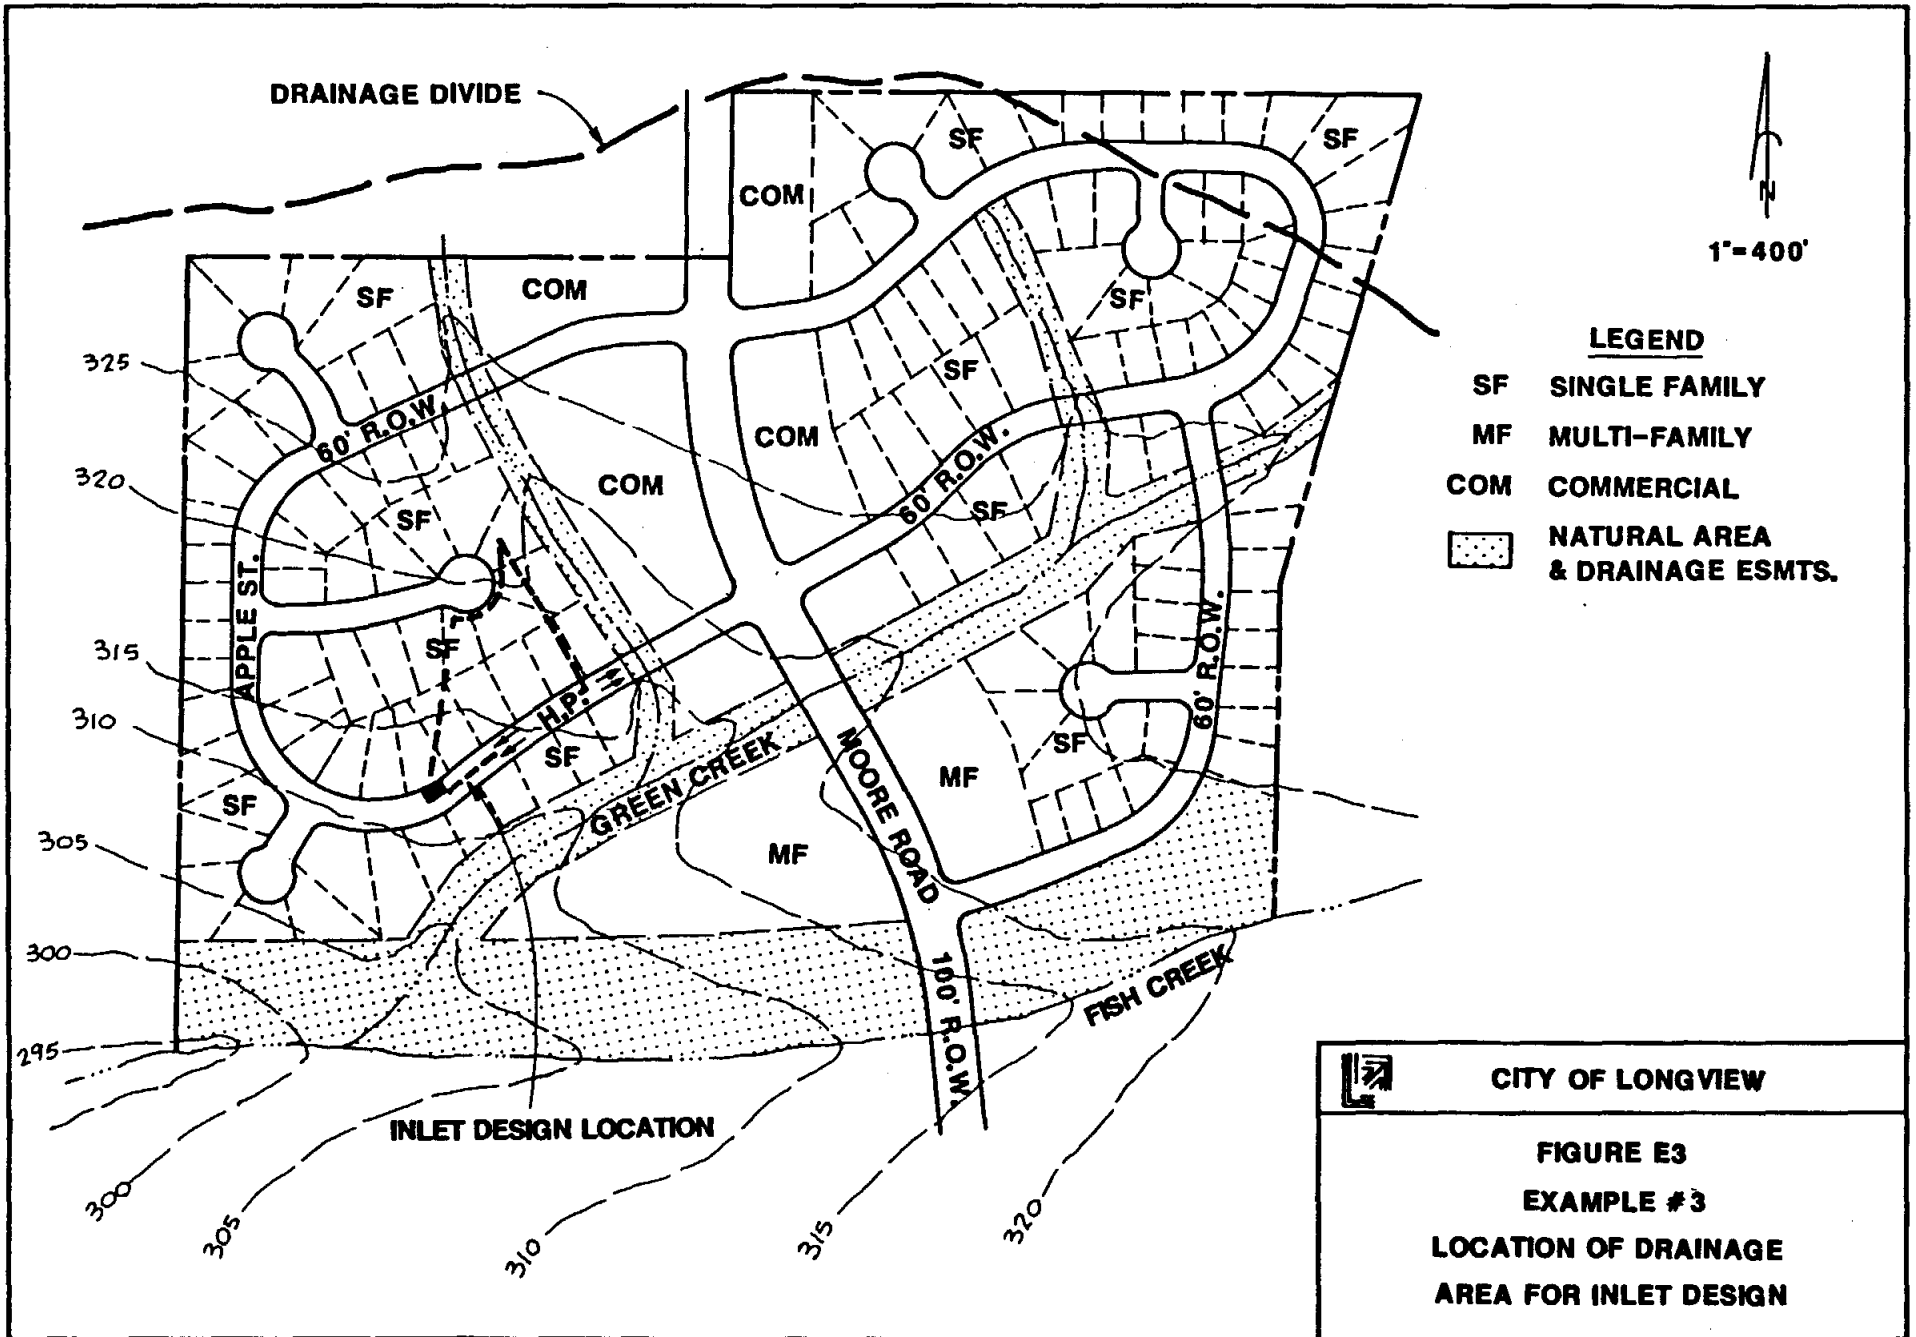 DRAINAGE DIVIDE
SF
SF
COM
N
1"=400'
SF
COM
SF
325
LEGEND
SF SINGLE FAMILY
MF MULTI-FAMILY
COM COMMERCIAL
NATURAL AREA
& DRAINAGE ESMTS.
SF
60' R.O.W
COM
60' R.O.W.
320
COM
SF
SF
APPLE ST.
315
SF
60' R.O.W.
310
H.P.
SF
GREEN CREEK
MOORE ROAD
SF
MF
SF
305
MF
300
100' R.O.W.
FISH CREEK
295
INLET DESIGN LOCATION
300
305
310
315
320
CITY OF LONGVIEW
FIGURE E3
EXAMPLE #3
LOCATION OF DRAINAGE
AREA FOR INLET DESIGN